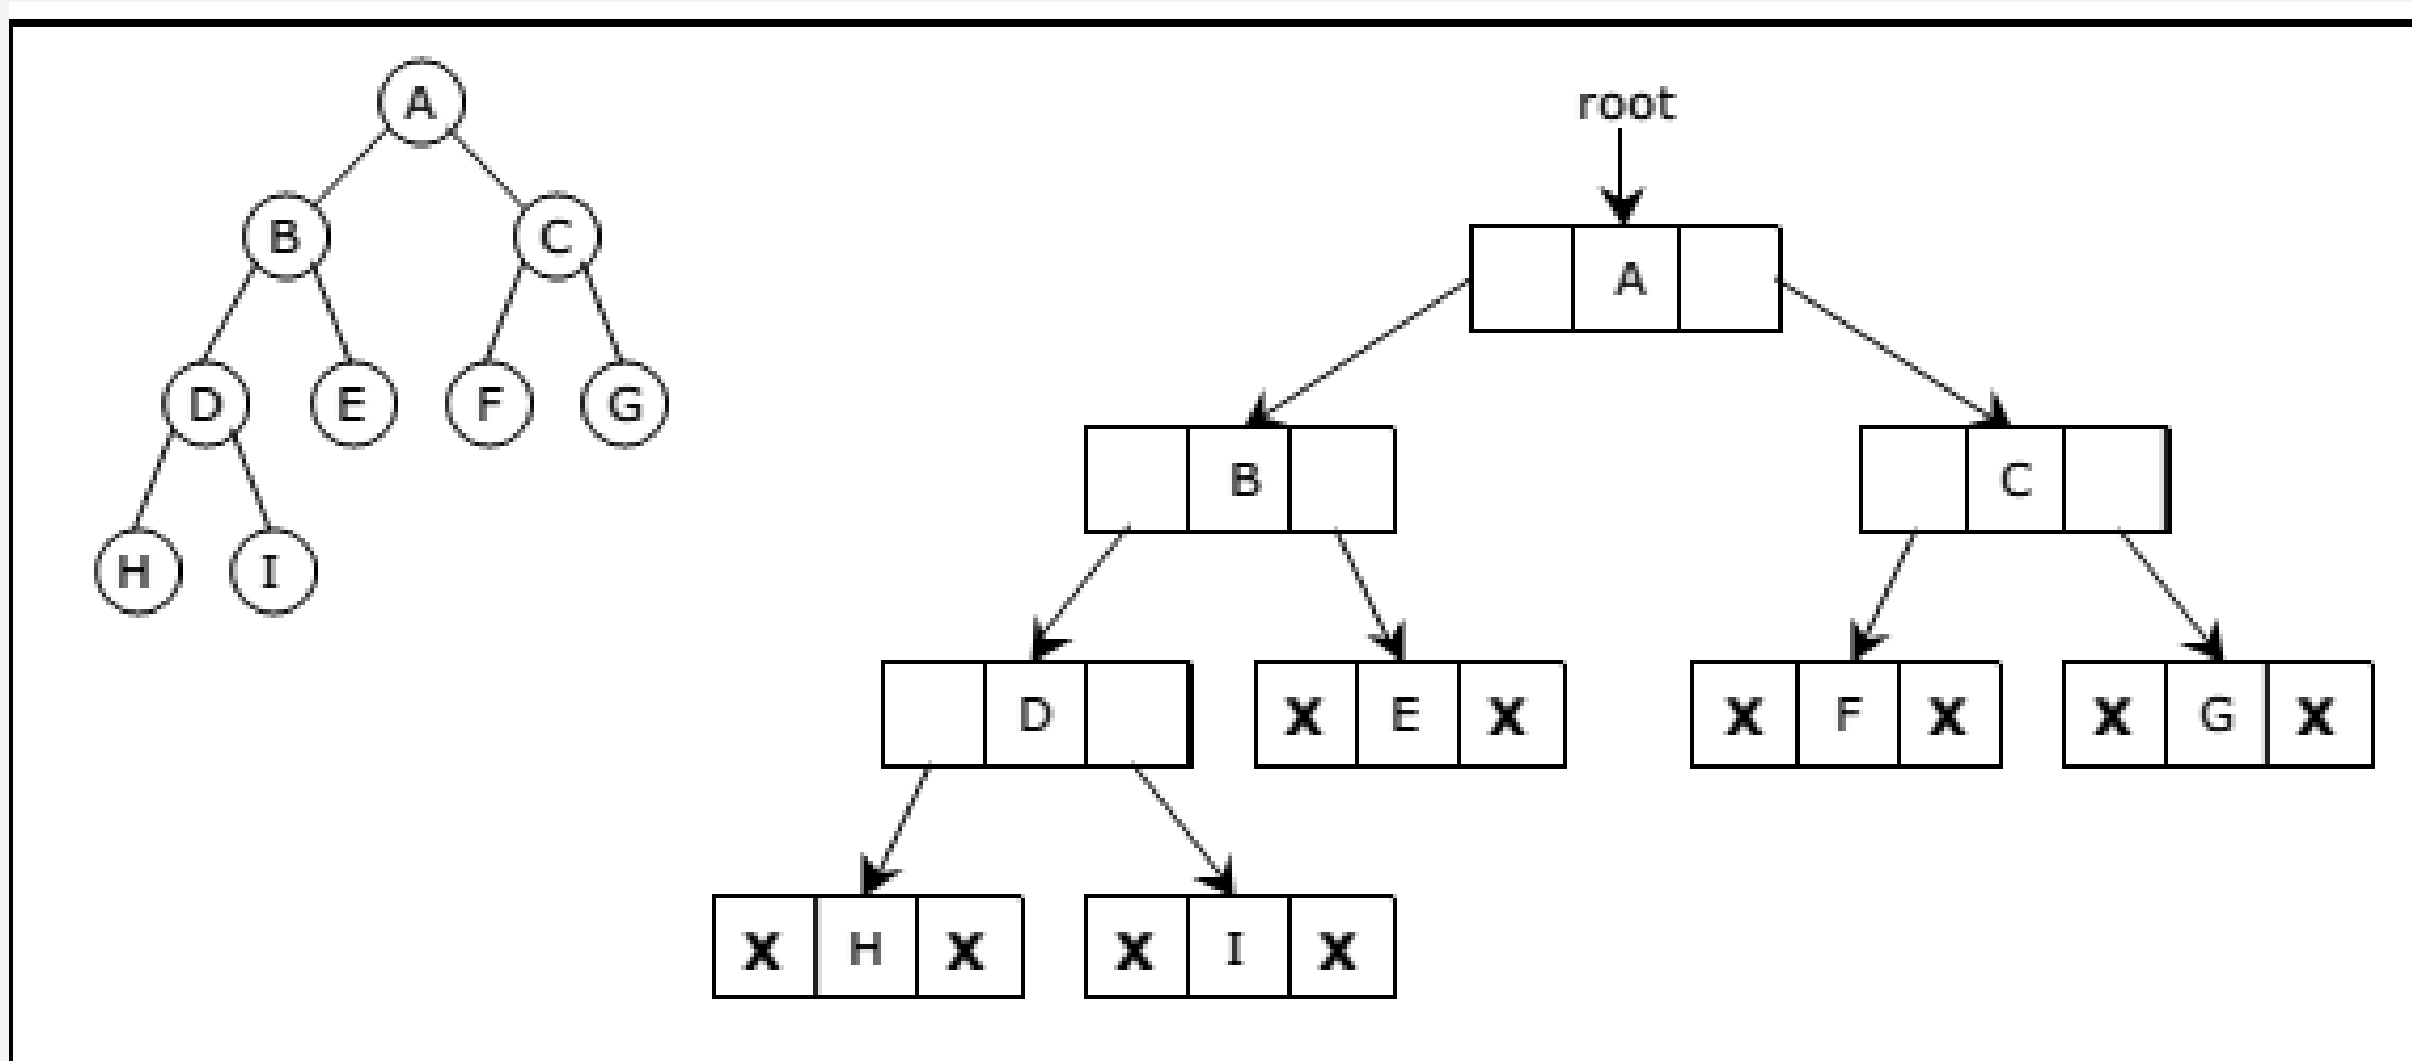 A
B C
D E F G
H I
root
A
B C
D X E X X F X X G X
X H X X I X